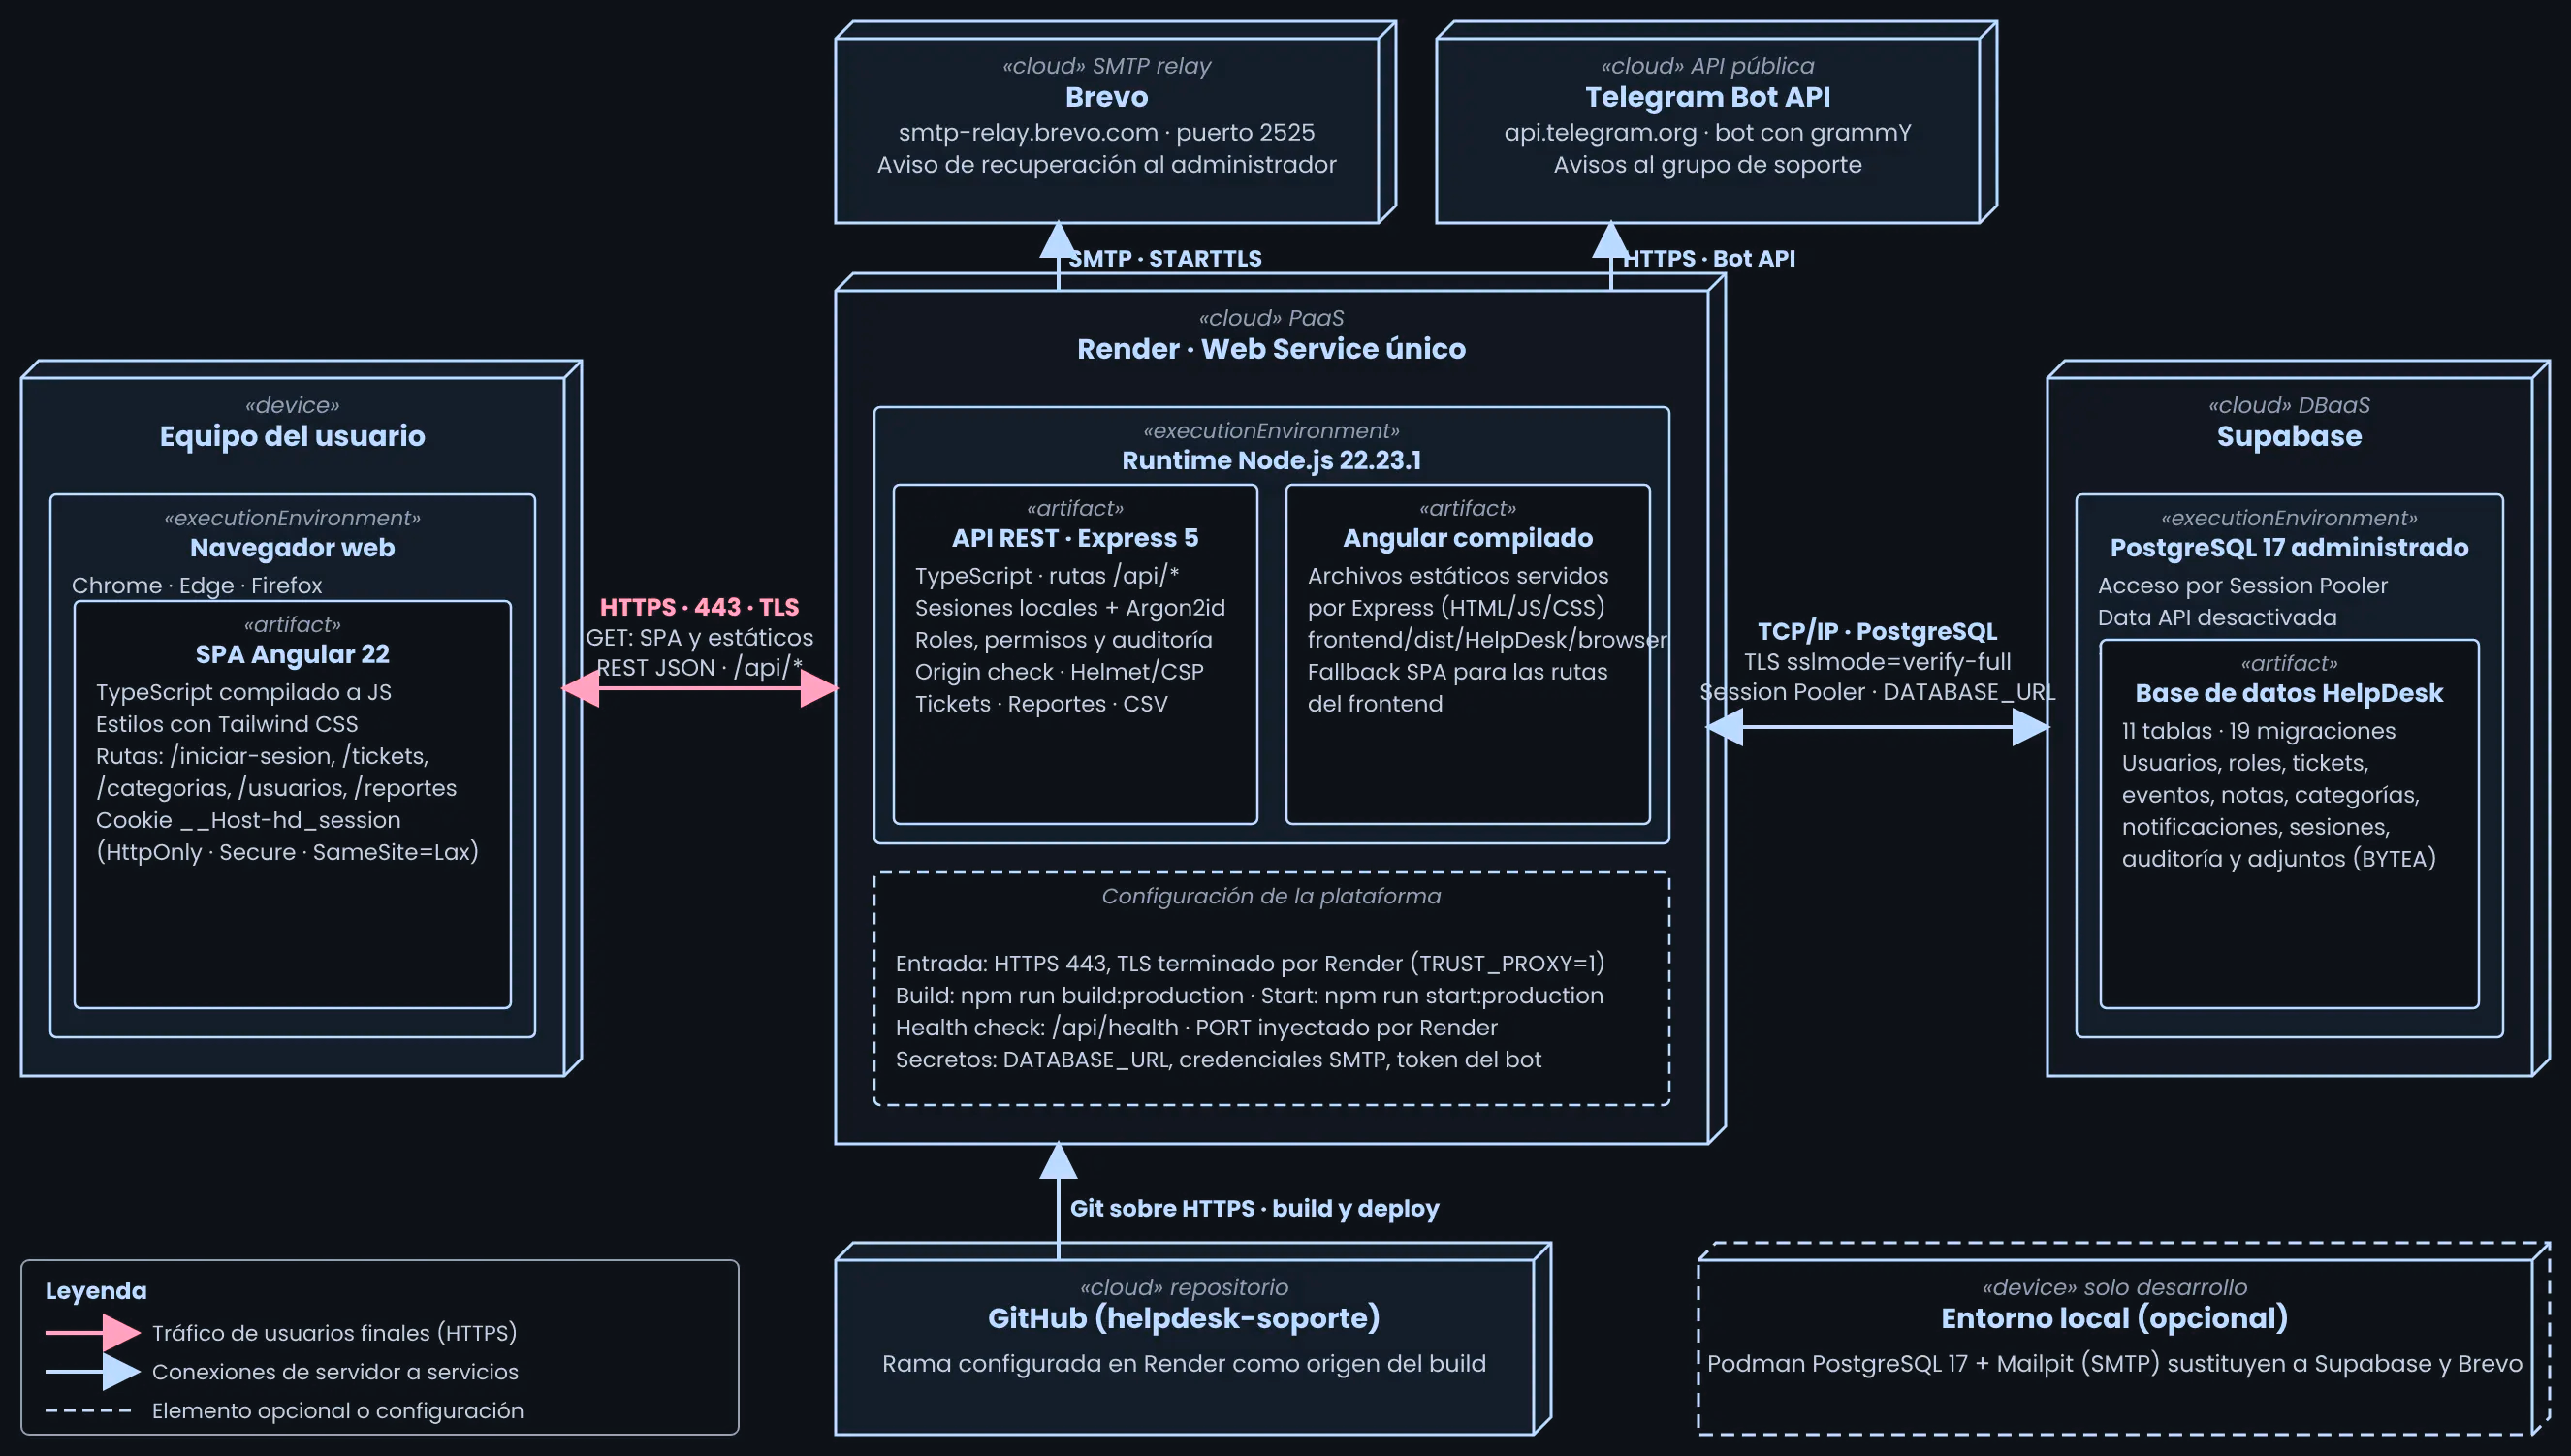 «cloud» SMTP relay
Brevo
smtp-relay.brevo.com · puerto 2525
Aviso de recuperación al administrador
«cloud» API pública
Telegram Bot API
api.telegram.org · bot con grammY
Avisos al grupo de soporte
SMTP · STARTTLS
HTTPS · Bot API
«device»
Equipo del usuario
«executionEnvironment»
Navegador web
Chrome · Edge · Firefox
«artifact»
SPA Angular 22
TypeScript compilado a JS
Estilos con Tailwind CSS
Rutas: /iniciar-sesion, /tickets,
/categorias, /usuarios, /reportes
Cookie __Host-hd_session
(HttpOnly · Secure · SameSite=Lax)
HTTPS · 443 · TLS
GET: SPA y estáticos
REST JSON · /api/*
«cloud» PaaS
Render · Web Service único
«executionEnvironment»
Runtime Node.js 22.23.1
«artifact»
API REST · Express 5
TypeScript · rutas /api/*
Sesiones locales + Argon2id
Roles, permisos y auditoría
Origin check · Helmet/CSP
Tickets · Reportes · CSV
«artifact»
Angular compilado
Archivos estáticos servidos
por Express (HTML/JS/CSS)
frontend/dist/HelpDesk/browser
Fallback SPA para las rutas
del frontend
Configuración de la plataforma
Entrada: HTTPS 443, TLS terminado por Render (TRUST_PROXY=1)
Build: npm run build:production · Start: npm run start:production
Health check: /api/health · PORT inyectado por Render
Secretos: DATABASE_URL, credenciales SMTP, token del bot
TCP/IP · PostgreSQL
TLS sslmode=verify-full
Session Pooler · DATABASE_URL
«cloud» DBaaS
Supabase
«executionEnvironment»
PostgreSQL 17 administrado
Acceso por Session Pooler
Data API desactivada
«artifact»
Base de datos HelpDesk
11 tablas · 19 migraciones
Usuarios, roles, tickets,
eventos, notas, categorías,
notificaciones, sesiones,
auditoría y adjuntos (BYTEA)
Git sobre HTTPS · build y deploy
Leyenda
Tráfico de usuarios finales (HTTPS)
Conexiones de servidor a servicios
Elemento opcional o configuración
«cloud» repositorio
GitHub (helpdesk-soporte)
Rama configurada en Render como origen del build
«device» solo desarrollo
Entorno local (opcional)
Podman PostgreSQL 17 + Mailpit (SMTP) sustituyen a Supabase y Brevo